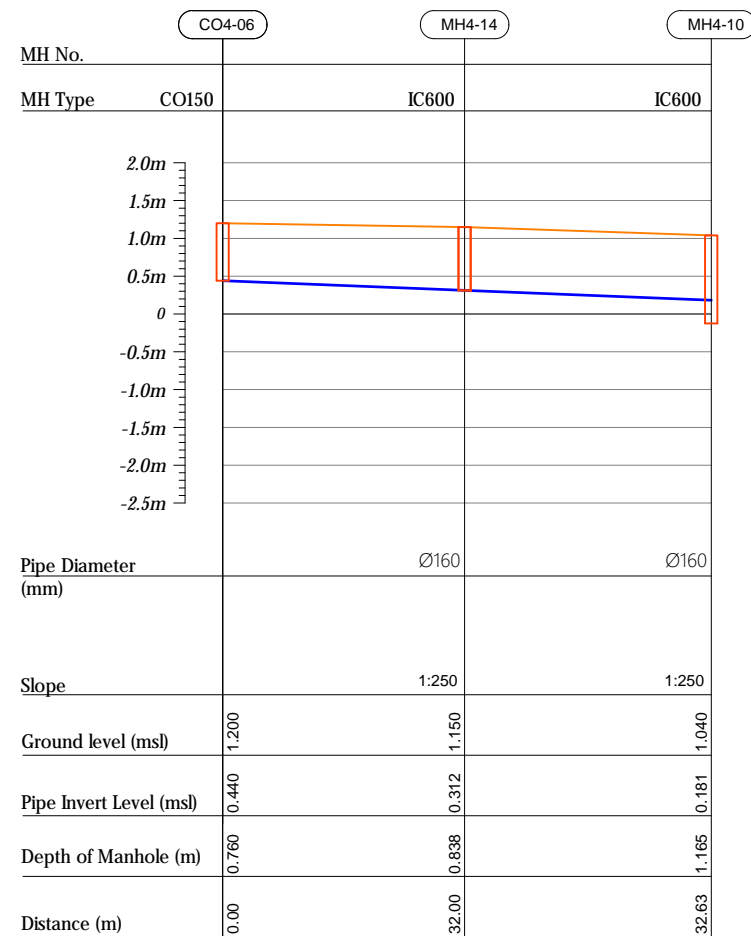 CO4-06 MH4-14 MH4-10
MH No.
MH Type CO150 IC600 IC600
2.0m
1.5m
1.0m
0.5m
0
-0.5m
-1.0m
-1.5m
-2.0m
-2.5m
Pipe Diameter Ø160 Ø160
(mm)
Slope 1:250 1:250
Ground level (msl) 1.200 1.150 1.040
Pipe Invert Level (msl) 0.440 0.312 0.181
Depth of Manhole (m) 0.760 0.838 1.165
Distance (m) 0.00 32.00 32.63